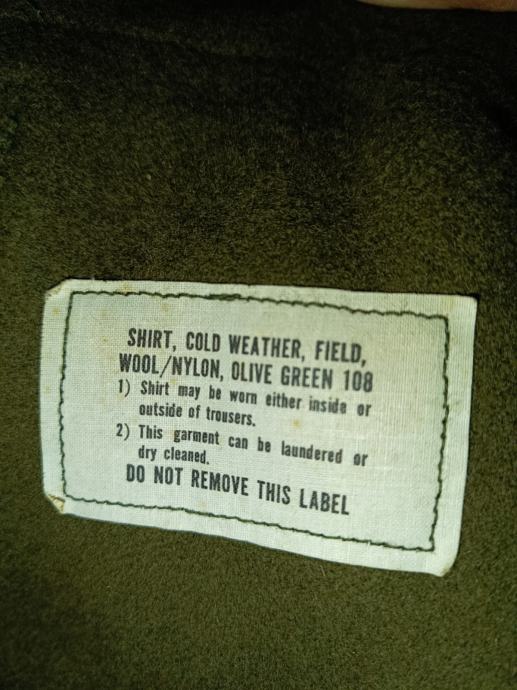 SHIRT, COLD WEATHER, FIELD,
WOOL/NYLON, OLIVE GREEN 108
1) Shirt may be worn either inside or
outside of trousers.
2) This garment can be laundered or
dry cleaned.
DO NOT REMOVE THIS LABEL